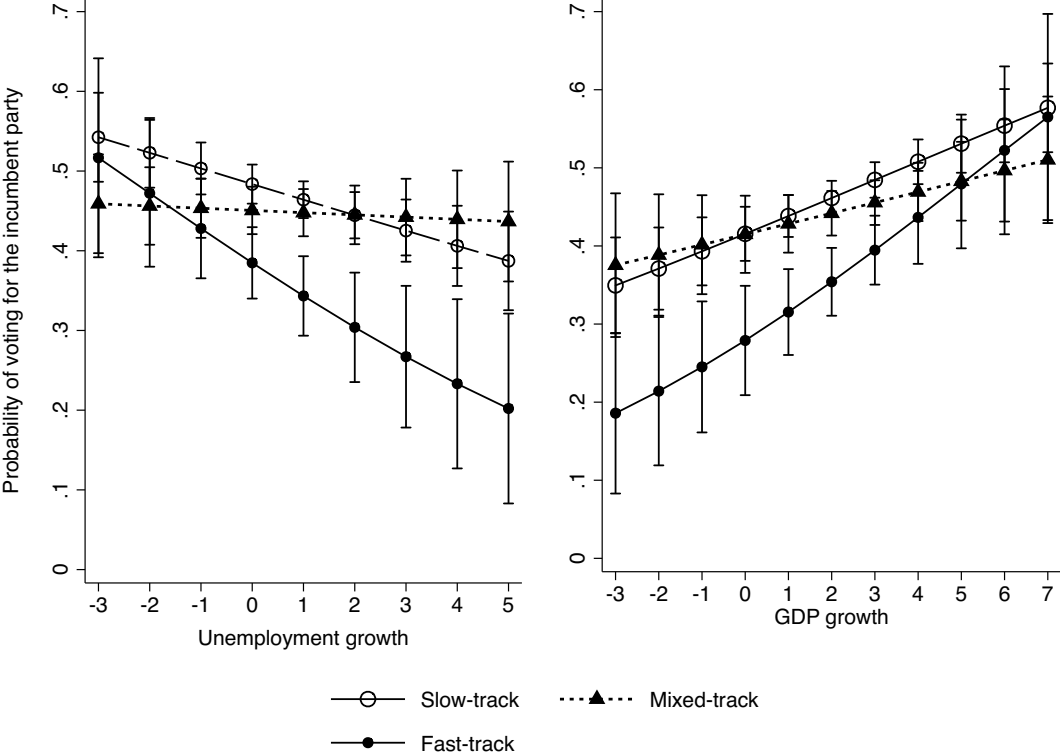 Probability of voting for the incumbent party
.7
.6
.5
.4
.3
.2
.1
0
-3 -2 -1 0 1 2 3 4 5
Unemployment growth
.7
.6
.5
.4
.3
.2
.1
0
-3 -2 -1 0 1 2 3 4 5 6 7
GDP growth
Slow-track Mixed-track
Fast-track